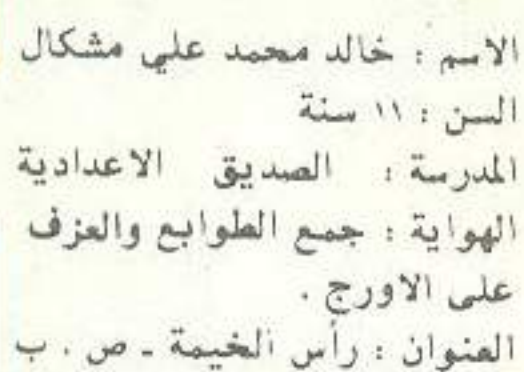 الاسم : خالد محمد علي مشكال
السن : ١١ سنة
المدرسة : الصديق الاعدادية
الهواية : جمع الطوابع والعزف
على الاورج .
العنوان : رأس الخيمة ـ ص . ب